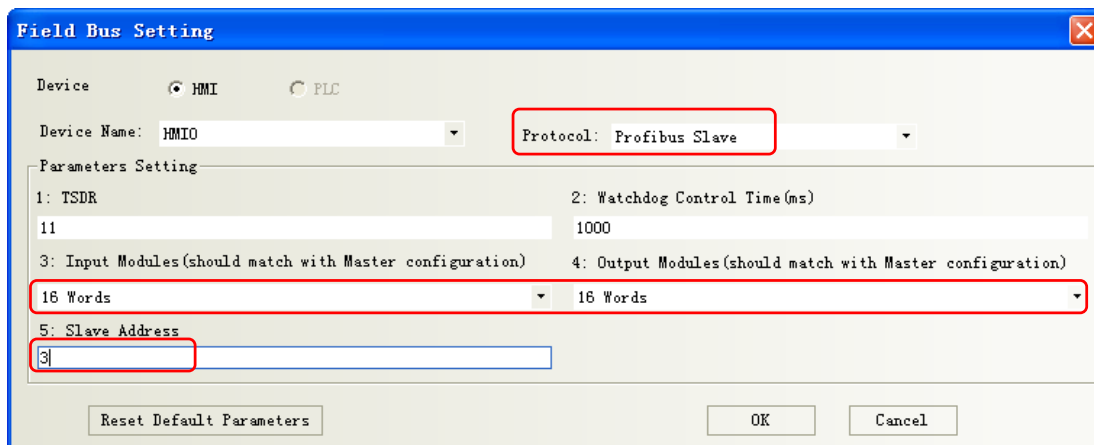 Field Bus Setting
Device HMI PLC
Device Name: HMI0 Protocol: Profibus Slave
Parameters Setting
1: TSDR 2: Watchdog Control Time(ms)
11 1000
3: Input Modules(should match with Master configuration) 4: Output Modules(should match with Master configuration)
16 Words 16 Words
5: Slave Address
3
Reset Default Parameters OK Cancel